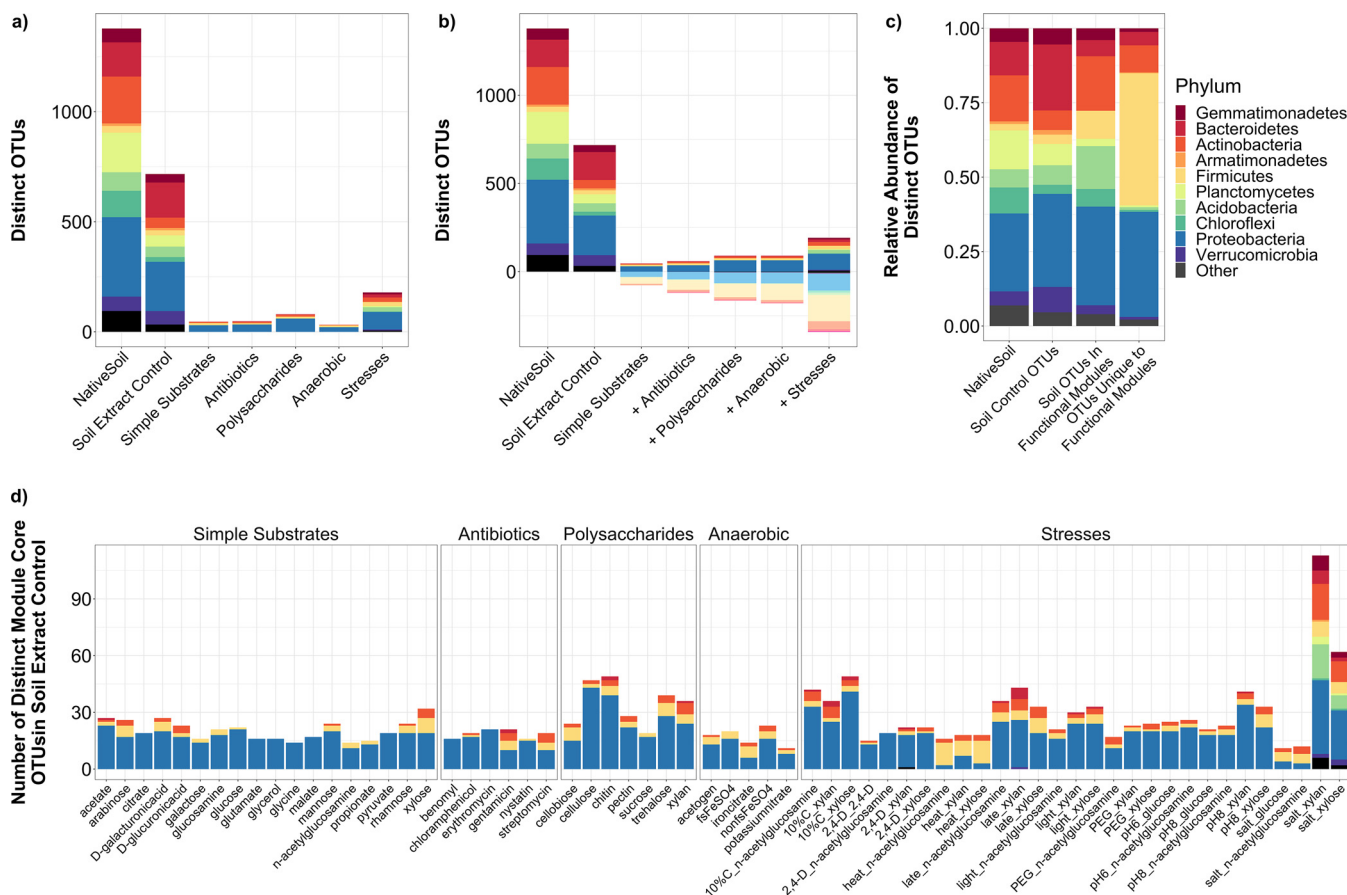 a)
Distinct OTUs
1000
500
0
NativeSoil
Soil Extract Control
Simple Substrates
Antibiotics
Polysaccharides
Anaerobic
Stresses
b)
Distinct OTUs
1000
500
0
NativeSoil
Soil Extract Control
Simple Substrates
+ Antibiotics
+ Polysaccharides
+ Anaerobic
+ Stresses
c)
Relative Abundance of
Distinct OTUs
1.00
0.75
0.50
0.25
0.00
NativeSoil
Soil Control OTUs
Soil OTUs In
Functional Modules
OTUs Unique to
Functional Modules
Phylum
Gemmatimonadetes
Bacteroidetes
Actinobacteria
Armatimonadetes
Firmicutes
Planctomycetes
Acidobacteria
Chloroflexi
Proteobacteria
Verrucomicrobia
Other
d)
Number of Distinct Module Core
OTUsin Soil Extract Control
90
60
30
0
Simple Substrates
acetate
arabinose
citrate
D-galacturonicacid
D-glucuronicacid
galactose
glucosamine
glucose
glutamate
glycerol
glycine
malate
mannose
n-acetylglucosamine
propionate
pyruvate
rhamnose
xylose
Antibiotics
benomyl
chloramphenicol
erythromycin
gentamicin
nystatin
streptomycin
Polysaccharides
cellobiose
cellulose
chitin
pectin
sucrose
trehalose
xylan
Anaerobic
acetogen
fsFeSO4
ironcitrate
nonfsFeSO4
potassiumnitrate
Stresses
10%C_n-acetylglucosamine
10%C_xylan
10%C_xylose
2,4-D_2,4-D
2,4-D_n-acetylglucosamine
2,4-D_xylan
2,4-D_xylose
heat_n-acetylglucosamine
heat_xylan
heat_xylose
late_n-acetylglucosamine
late_xylan
late_xylose
light_n-acetylglucosamine
light_xylan
light_xylose
PEG_n-acetylglucosamine
PEG_xylan
PEG_xylose
pH6_glucose
pH6_n-acetylglucosamine
pH8_glucose
pH8_n-acetylglucosamine
pH8_xylan
pH8_xylose
salt_glucose
salt_n-acetylglucosamine
salt_xylan
salt_xylose